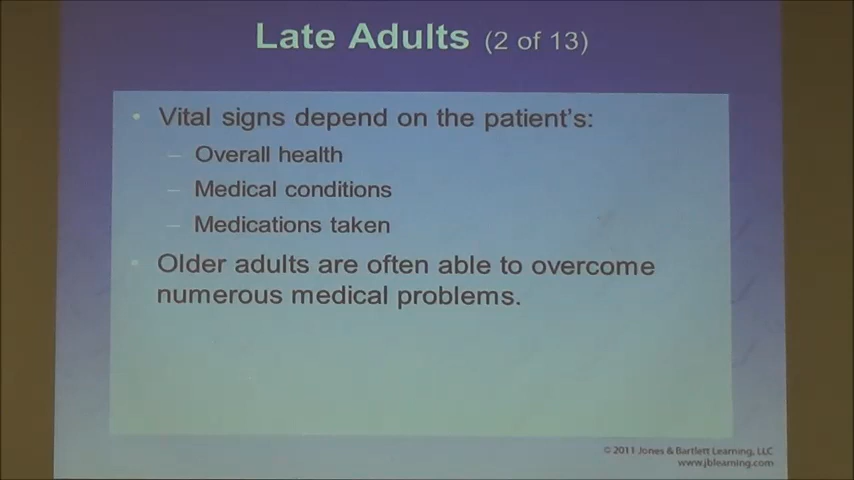 Late Adults (2 of 13)
• Vital signs depend on the patient's:
– Overall health
– Medical conditions
– Medications taken
• Older adults are often able to overcome
numerous medical problems.
© 2011 Jones & Bartlett Learning, LLC
www.jblearning.com